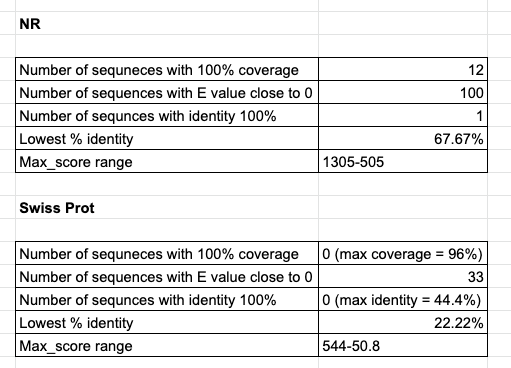 NR
Number of sequneces with 100% coverage 12
Number of sequences with E value close to 0 100
Number of sequnces with identity 100% 1
Lowest % identity 67.67%
Max_score range 1305-505
Swiss Prot
Number of sequneces with 100% coverage 0 (max coverage = 96%)
Number of sequences with E value close to 0 33
Number of sequnces with identity 100% 0 (max identity = 44.4%)
Lowest % identity 22.22%
Max_score range 544-50.8